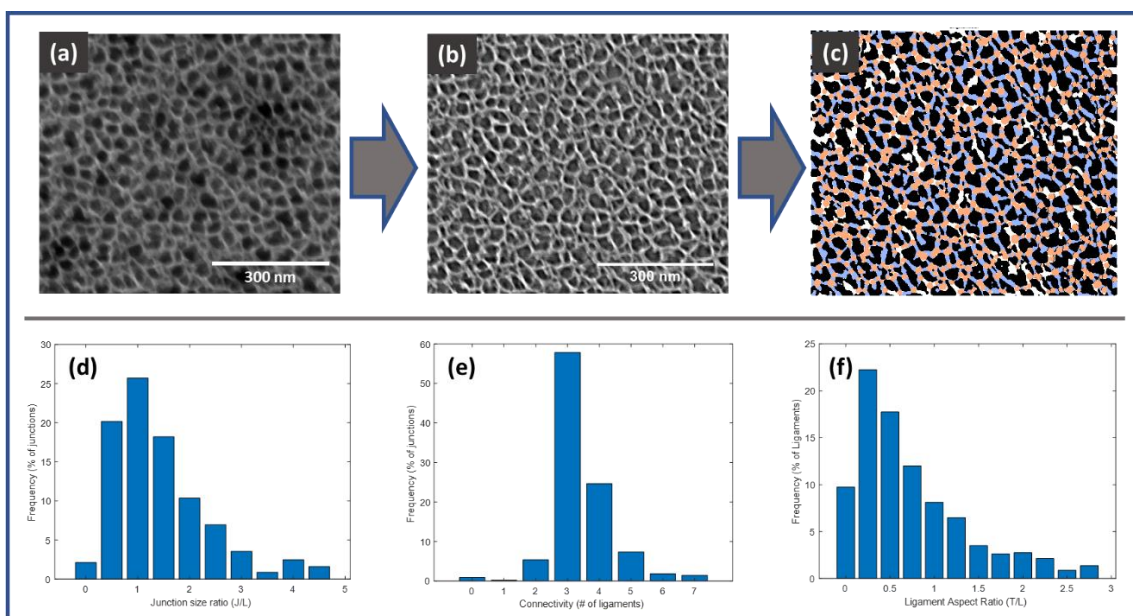 (a)
300 nm
(b)
300 nm
(c)
(d)
30
25
20
15
10
5
0
Frequency (% of junctions)
0 1 2 3 4 5
Junction size ratio (J/L)
(e)
60
50
40
30
20
10
0
Frequency (% of junctions)
0 1 2 3 4 5 6 7
Connectivity (# of ligaments)
(f)
25
20
15
10
5
0
Frequency (% of Ligaments)
0 0.5 1 1.5 2 2.5 3
Ligament Aspect Ratio (T/L)